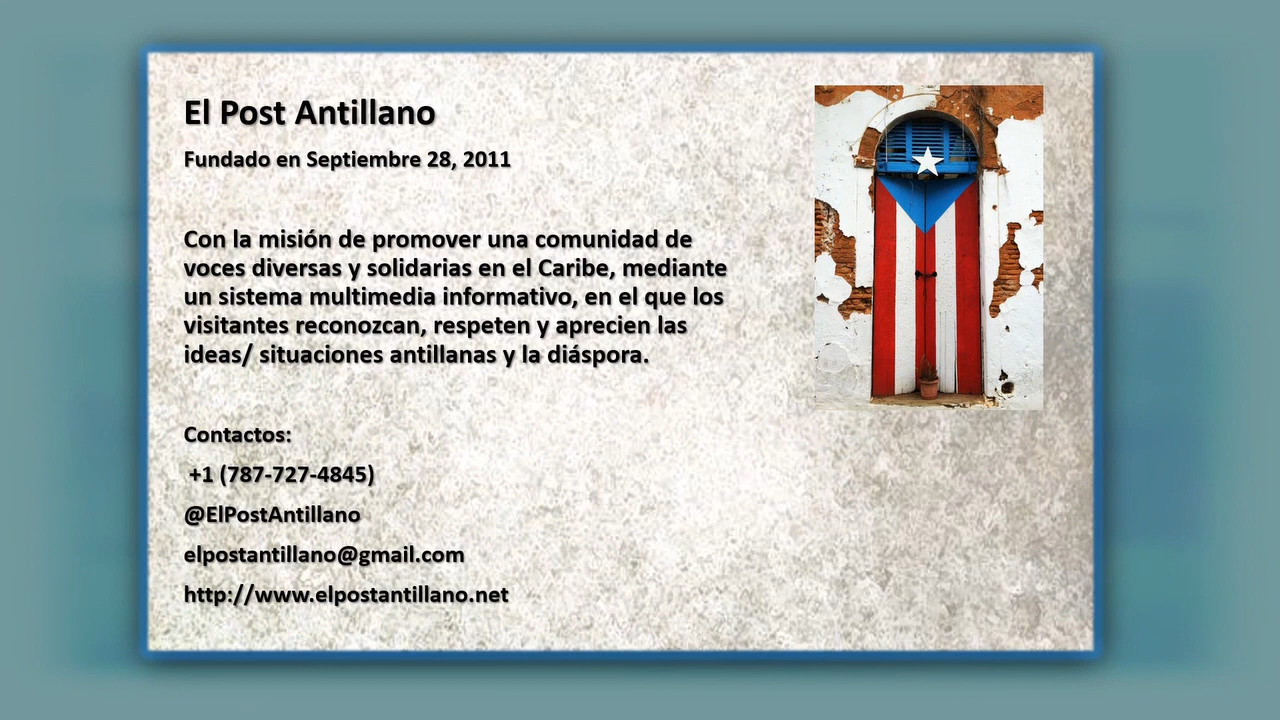 El Post Antillano
Fundado en Septiembre 28, 2011
Con la misión de promover una comunidad de
voces diversas y solidarias en el Caribe, mediante
un sistema multimedia informativo, en el que los
visitantes reconozcan, respeten y aprecien las
ideas/ situaciones antillanas y la diáspora.
Contactos:
+1 (787-727-4845)
@ElPostAntillano
elpostantillano@gmail.com
http://www.elpostantillano.net